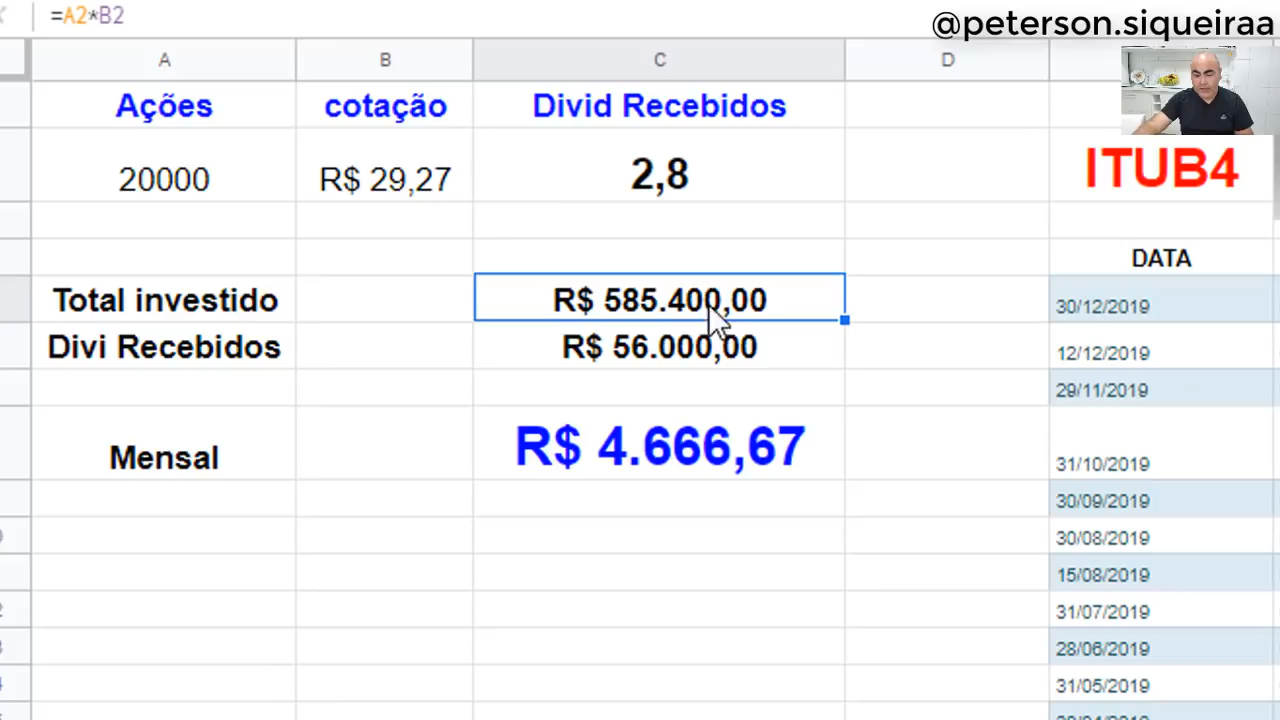 =A2*B2
@peterson.siqueiraa
A B C D
Ações cotação Divid Recebidos
20000 R$ 29,27 2,8
ITUB4
DATA
Total investido R$ 585.400,00 30/12/2019
Divi Recebidos R$ 56.000,00 12/12/2019
29/11/2019
Mensal R$ 4.666,67 31/10/2019
30/09/2019
30/08/2019
15/08/2019
31/07/2019
28/06/2019
31/05/2019